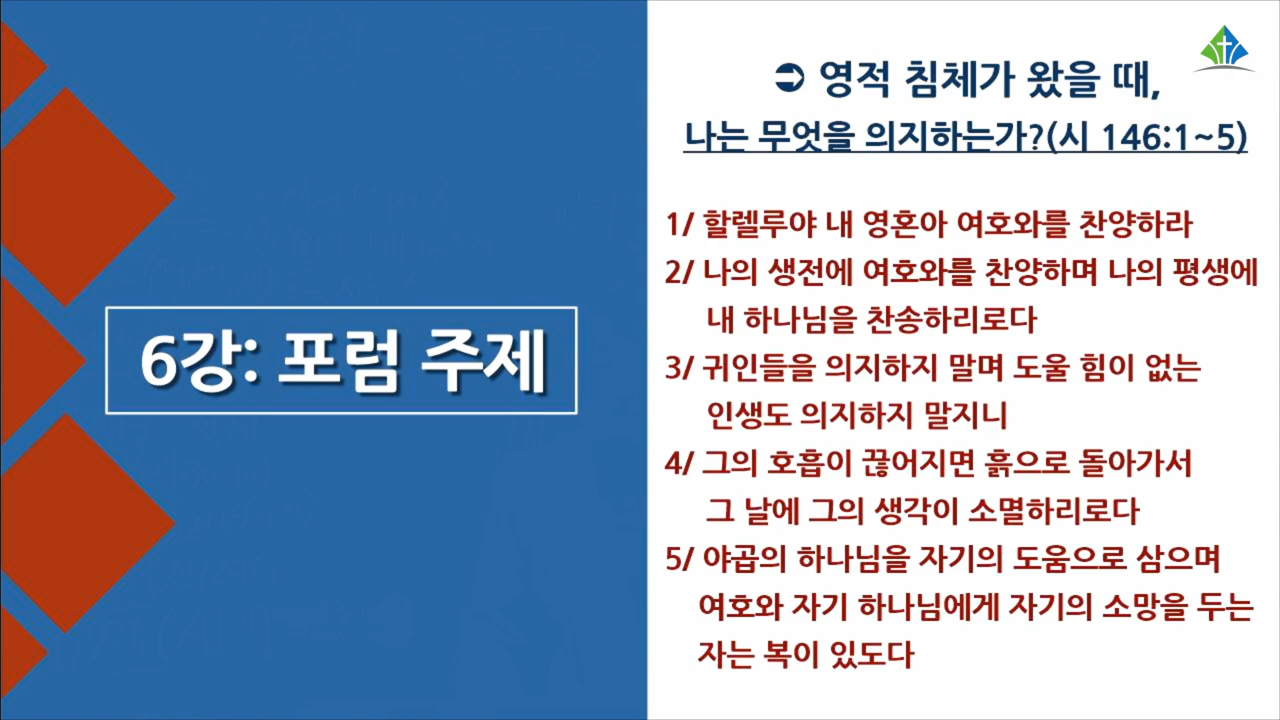 6강: 포럼 주제
➲ 영적 침체가 왔을 때,
나는 무엇을 의지하는가?(시 146:1~5)
1/ 할렐루야 내 영혼아 여호와를 찬양하라
2/ 나의 생전에 여호와를 찬양하며 나의 평생에
내 하나님을 찬송하리로다
3/ 귀인들을 의지하지 말며 도울 힘이 없는
인생도 의지하지 말지니
4/ 그의 호흡이 끊어지면 흙으로 돌아가서
그 날에 그의 생각이 소멸하리로다
5/ 야곱의 하나님을 자기의 도움으로 삼으며
여호와 자기 하나님에게 자기의 소망을 두는
자는 복이 있도다